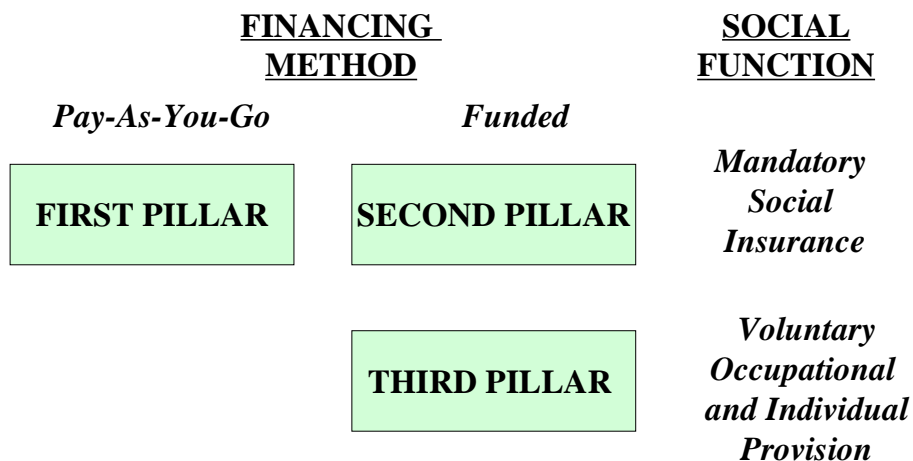 FINANCING
METHOD
SOCIAL
FUNCTION
Pay-As-You-Go
Funded
FIRST PILLAR
SECOND PILLAR
Mandatory
Social
Insurance
THIRD PILLAR
Voluntary
Occupational
and Individual
Provision